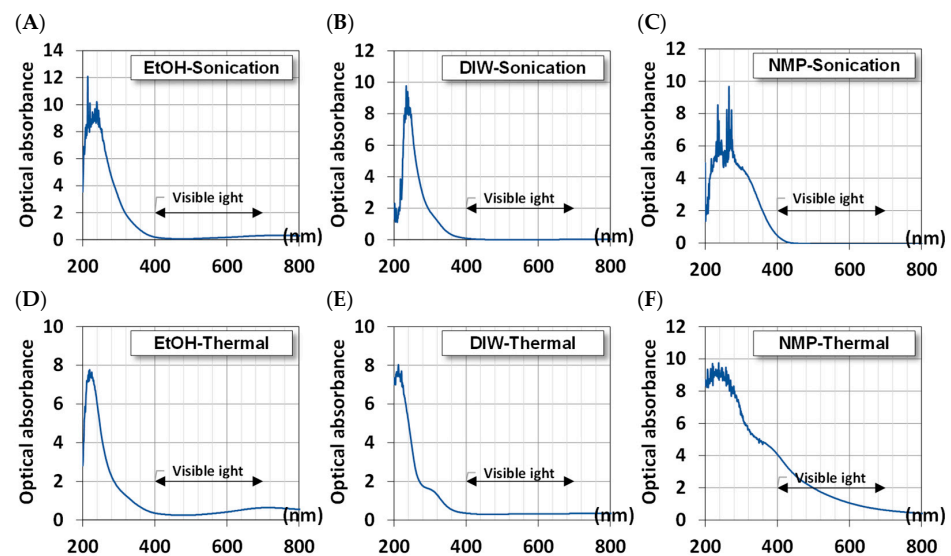 (A)
14
12
10
8
6
4
2
0
Optical absorbance
EtOH-Sonication
Visible ight
200 400 600 800
(nm)
(B)
12
10
8
6
4
2
0
Optical absorbance
DIW-Sonication
Visible ight
200 400 600 800
(nm)
(C)
12
10
8
6
4
2
0
Optical absorbance
NMP-Sonication
Visible ight
200 400 600 800
(nm)
(D)
10
8
6
4
2
0
Optical absorbance
EtOH-Thermal
Visible ight
200 400 600 800
(nm)
(E)
10
8
6
4
2
0
Optical absorbance
DIW-Thermal
Visible ight
200 400 600 800
(nm)
(F)
12
10
8
6
4
2
0
Optical absorbance
NMP-Thermal
Visible ight
200 400 600 800
(nm)